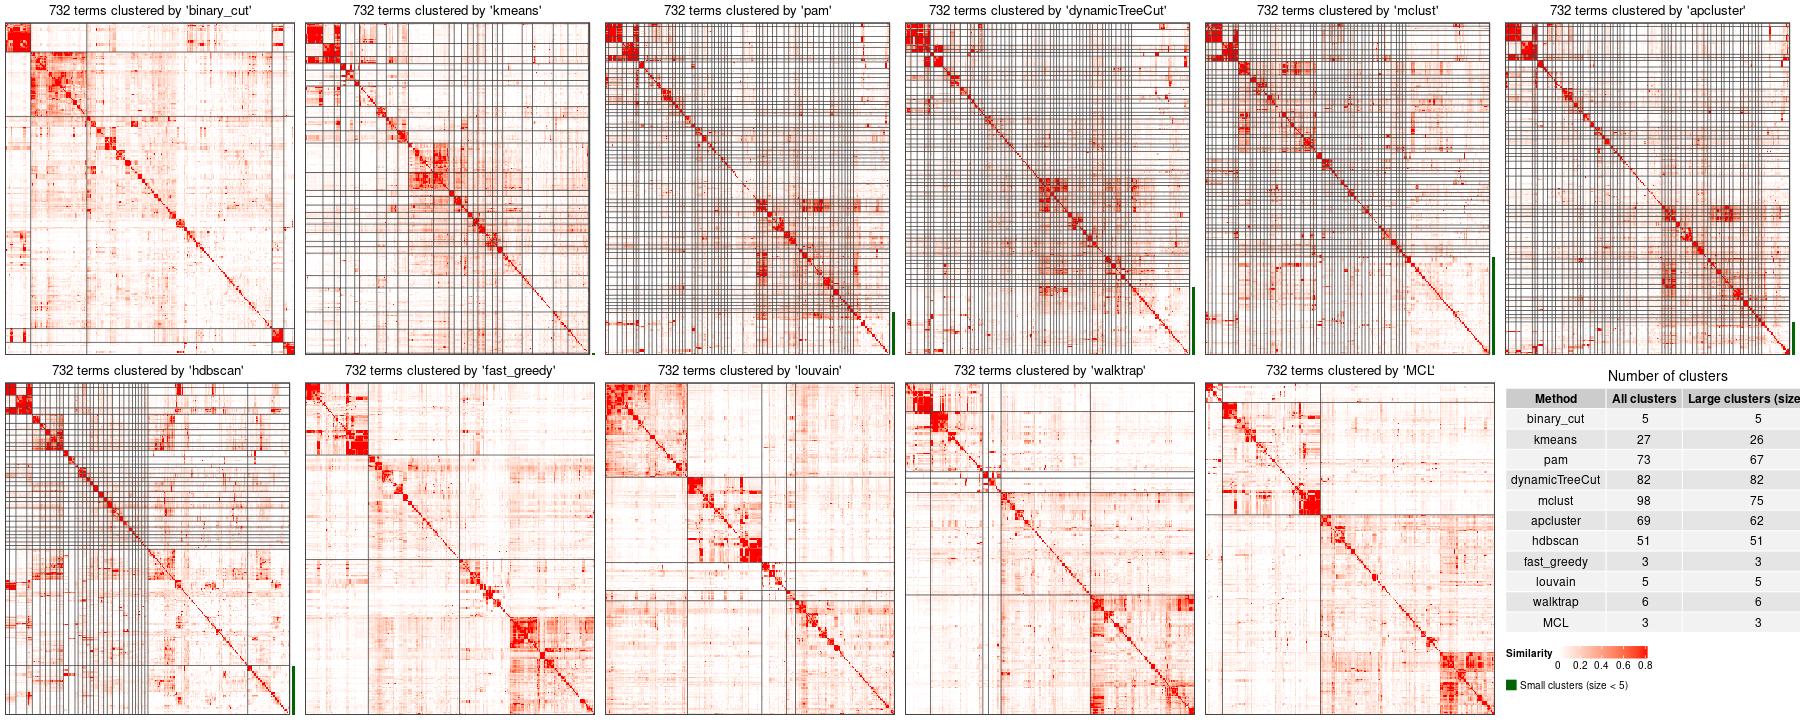 732 terms clustered by 'binary_cut'
732 terms clustered by 'kmeans'
732 terms clustered by 'pam'
732 terms clustered by 'dynamicTreeCut'
732 terms clustered by 'mclust'
732 terms clustered by 'apcluster'
732 terms clustered by 'hdbscan'
732 terms clustered by 'fast_greedy'
732 terms clustered by 'louvain'
732 terms clustered by 'walktrap'
732 terms clustered by 'MCL'
Number of clusters
Method All clusters Large clusters (size
binary_cut 5 5
kmeans 27 26
pam 73 67
dynamicTreeCut 82 82
mclust 98 75
apcluster 69 62
hdbscan 51 51
fast_greedy 3 3
louvain 5 5
walktrap 6 6
MCL 3 3
Similarity
0 0.2 0.4 0.6 0.8
Small clusters (size < 5)